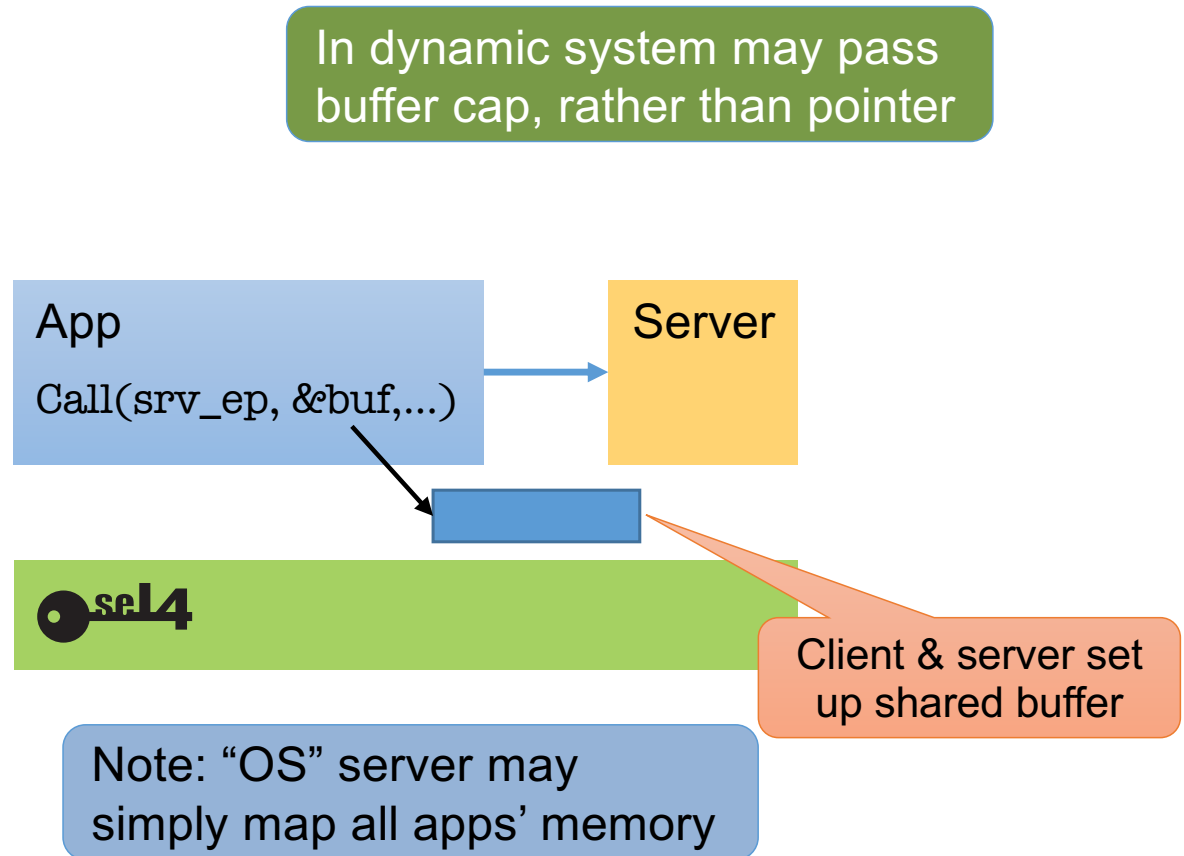 In dynamic system may pass
buffer cap, rather than pointer
App
Server
Call(srv_ep, &buf,...)
seL4
Client & server set
up shared buffer
Note: “OS” server may
simply map all apps’ memory